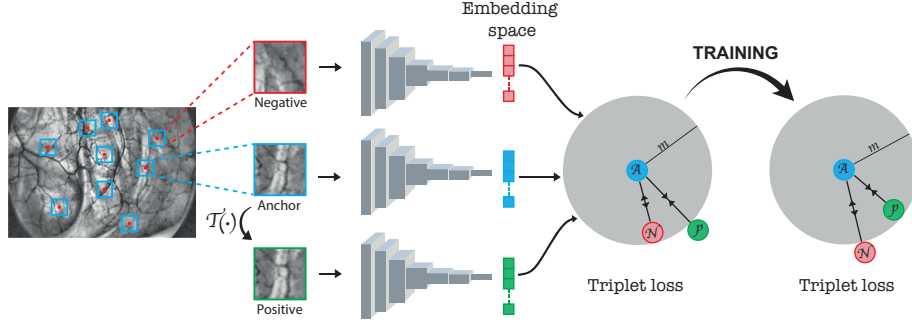 Embedding
space
Negative
Anchor
𝒯′(·)
Positive
TRAINING
m
A
N
P
Triplet loss
m
A
P
N
Triplet loss